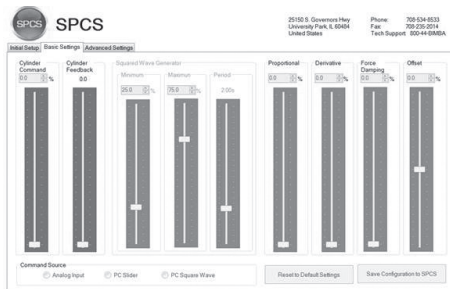 SPCS
SPCS
25150 S. Governors Hwy
University Park, IL 60484
United States
Phone: 708-534-8533
Fax: 708-235-2014
Tech Support 800-44-BIMBA
Initial Setup Basic Settings Advanced Settings
Cylinder Command
Cylinder Feedback
Squared Wave Generator
Proportional
Derivative
Force Damping
Offset
0.0 %
0.0
Minimum
Maximum
Period
0.0 %
0.0 %
0.0 %
0.0 %
25.0 %
75.0 %
2.00s
Command Source
Analog Input
PC Slider
PC Square Wave
Reset to Default Settings
Save Configuration to SPCS